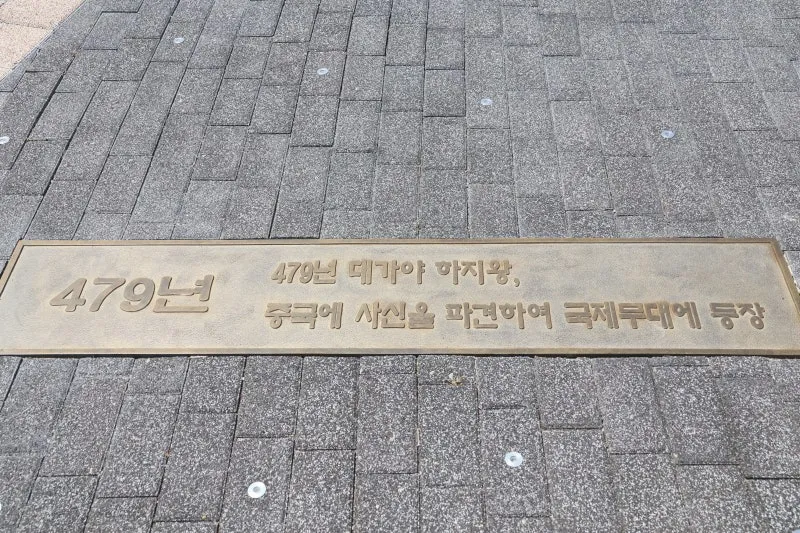 479년
479년 대가야 하지왕,
중국에 사신을 파견하여 국제무대에 등장